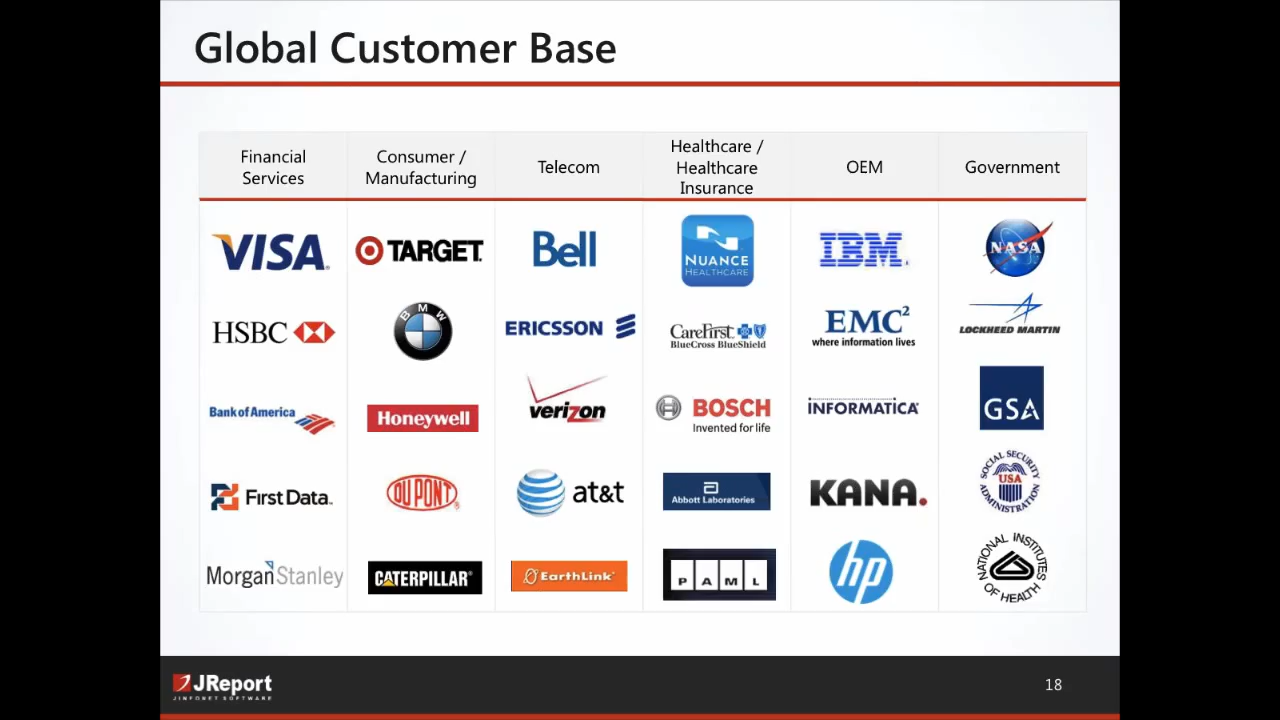 Global Customer Base
Financial
Services
Consumer /
Manufacturing
Telecom
Healthcare /
Healthcare
Insurance
OEM
Government
VISA
TARGET
Bell
NUANCE
HEALTHCARE
IBM
NASA
HSBC
BMW
ERICSSON
CareFirst
BlueCross BlueShield
EMC²
where information lives
LOCKHEED MARTIN
Bank of America
Honeywell
verizon
BOSCH
Invented for life
INFORMATICA
GSA
First Data
DUPONT
at&t
a
Abbott Laboratories
KANA.
SOCIAL SECURITY
USA
ADMINISTRATION
Morgan Stanley
CATERPILLAR®
EarthLink
PAML
hp
NATIONAL INSTITUTES
OF HEALTH
JReport
JINFONET SOFTWARE
18